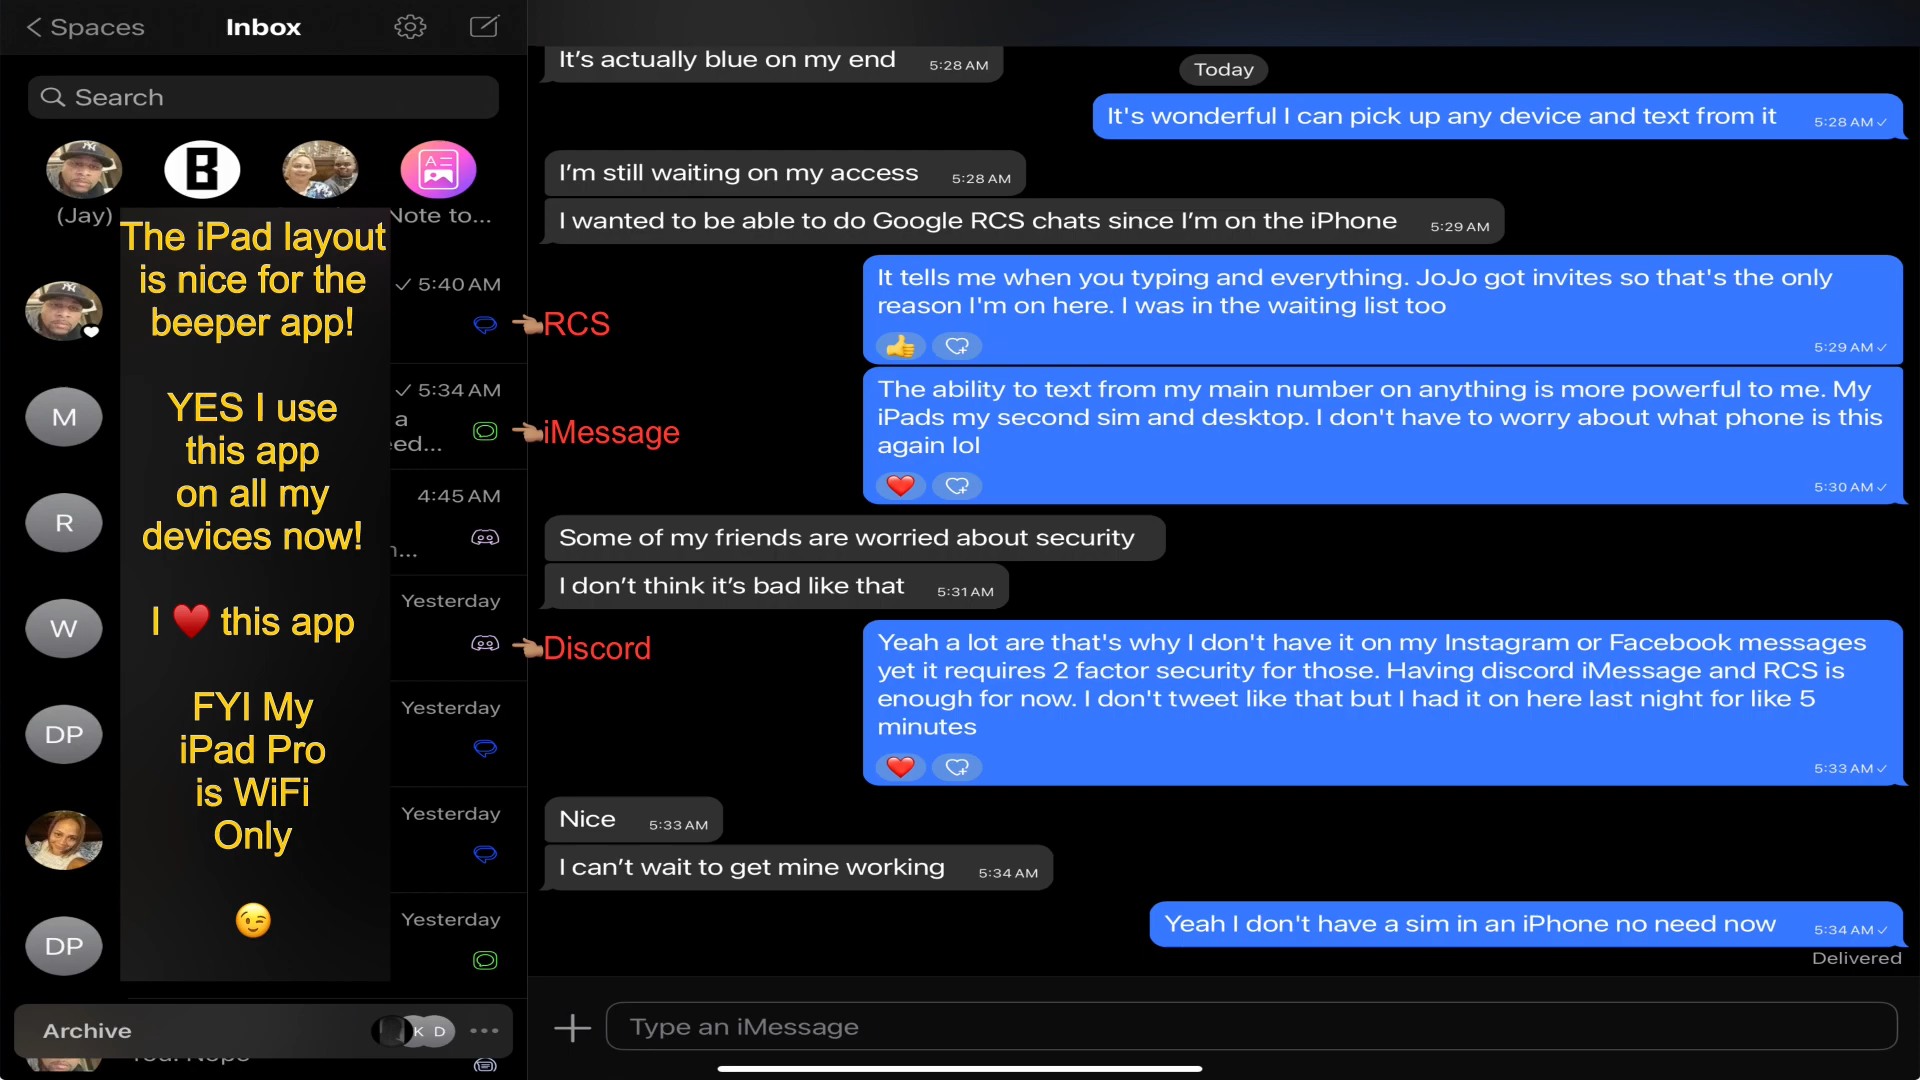 Spaces
Inbox
Search
(Jay)
Note to...
The iPad layout
is nice for the
beeper app!
YES I use
this app
on all my
devices now!
I ♥ this app
FYI My
iPad Pro
is WiFi
Only
😉
5:40 AM
M
5:34 AM
a
eed...
R
4:45 AM
n...
W
Yesterday
DP
Yesterday
Yesterday
DP
Yesterday
Archive
K D
RCS
iMessage
Discord
It's actually blue on my end 5:28 AM
Today
It's wonderful I can pick up any device and text from it 5:28 AM
I'm still waiting on my access 5:28 AM
I wanted to be able to do Google RCS chats since I'm on the iPhone 5:29 AM
It tells me when you typing and everything. JoJo got invites so that's the only
reason I'm on here. I was in the waiting list too
5:29 AM
The ability to text from my main number on anything is more powerful to me. My
iPads my second sim and desktop. I don't have to worry about what phone is this
again lol
5:30 AM
Some of my friends are worried about security
I don't think it's bad like that 5:31 AM
Yeah a lot are that's why I don't have it on my Instagram or Facebook messages
yet it requires 2 factor security for those. Having discord iMessage and RCS is
enough for now. I don't tweet like that but I had it on here last night for like 5
minutes
5:33 AM
Nice 5:33 AM
I can't wait to get mine working 5:34 AM
Yeah I don't have a sim in an iPhone no need now 5:34 AM
Delivered
Type an iMessage